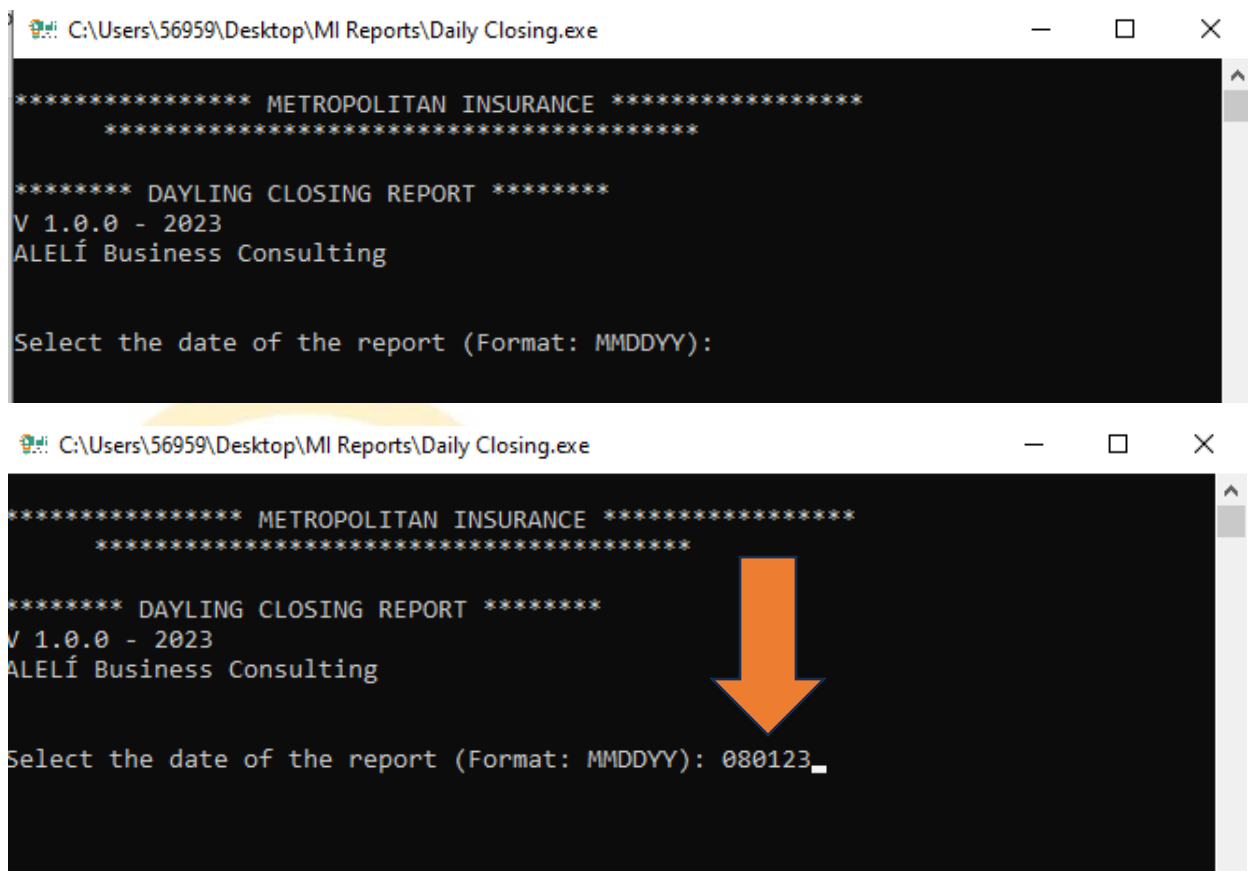 C:\Users\56959\Desktop\MI Reports\Daily Closing.exe
**************** METROPOLITAN INSURANCE *****************
****************************************
******** DAYLING CLOSING REPORT ********
V 1.0.0 - 2023
ALELÍ Business Consulting
Select the date of the report (Format: MMDDYY):
C:\Users\56959\Desktop\MI Reports\Daily Closing.exe
**************** METROPOLITAN INSURANCE *****************
****************************************
******** DAYLING CLOSING REPORT ********
V 1.0.0 - 2023
ALELÍ Business Consulting
Select the date of the report (Format: MMDDYY): 080123